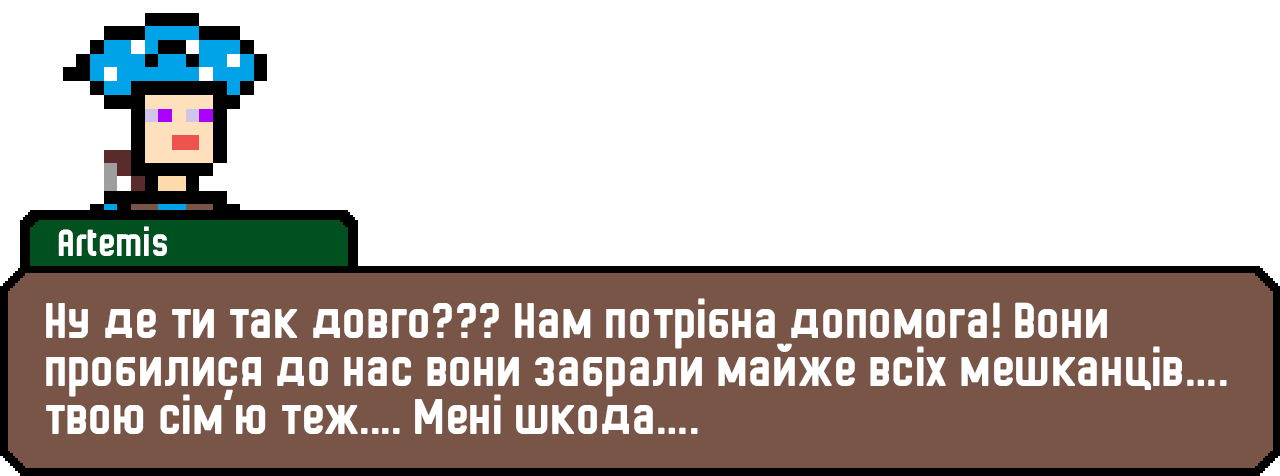 Artemis
Ну де ти так довго??? Нам потрібна допомога! Вони
пробилися до нас вони забрали майже всіх мешканців....
твою сім'ю теж.... Мені шкода....